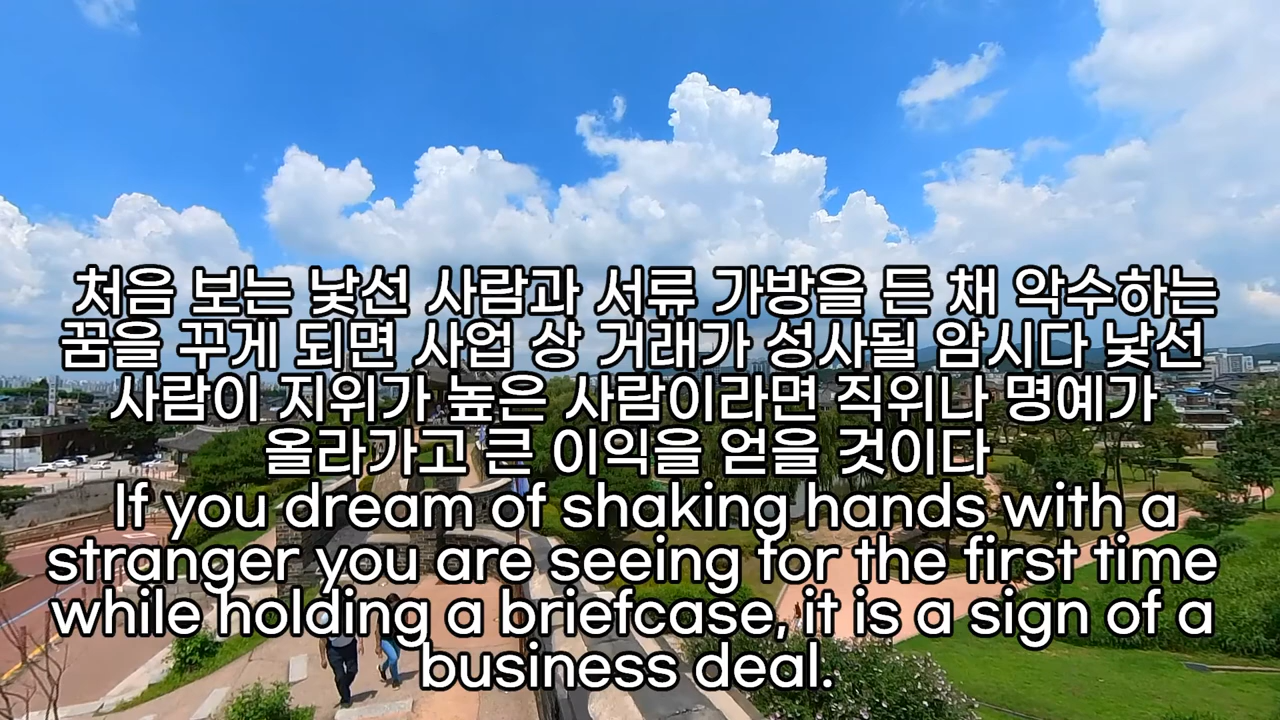 처음 보는 낯선 사람과 서류 가방을 든 채 악수하는
꿈을 꾸게 되면 사업 상 거래가 성사될 암시다 낯선
사람이 지위가 높은 사람이라면 직위나 명예가
올라가고 큰 이익을 얻을 것이다
If you dream of shaking hands with a
stranger you are seeing for the first time
while holding a briefcase, it is a sign of a
business deal.